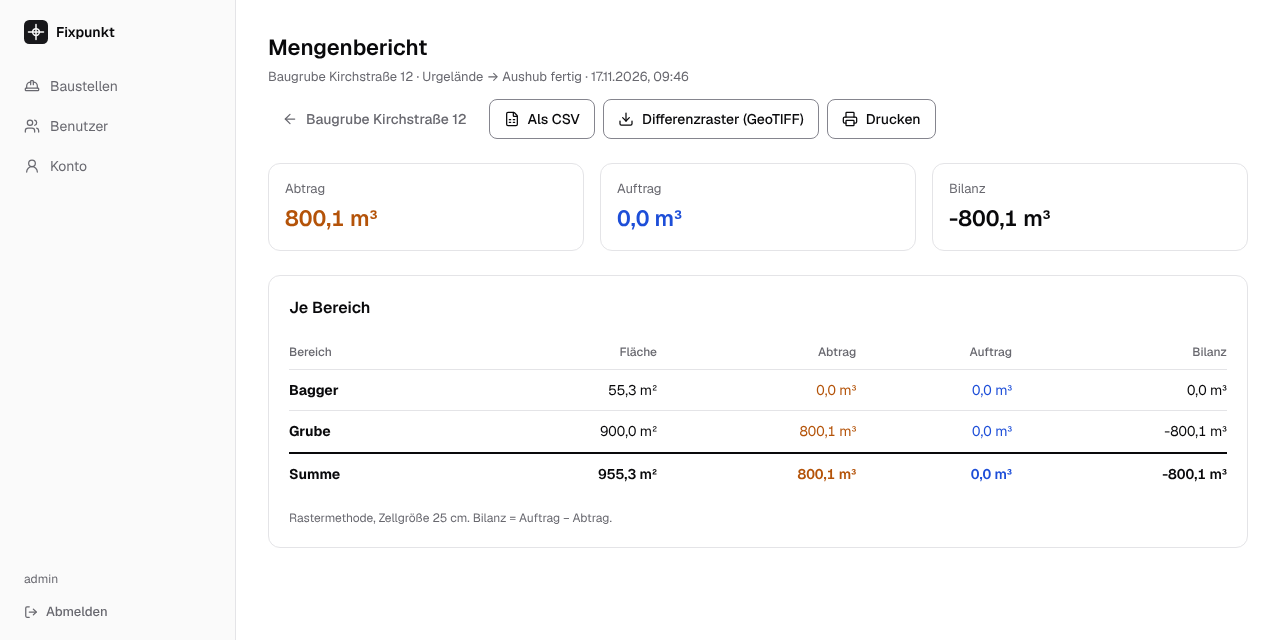 Fixpunkt
Baustellen
Benutzer
Konto
admin
Abmelden
Mengenbericht
Baugrube Kirchstraße 12 · Urgelände → Aushub fertig · 17.11.2026, 09:46
← Baugrube Kirchstraße 12
Als CSV
Differenzraster (GeoTIFF)
Drucken
Abtrag
800,1 m³
Auftrag
0,0 m³
Bilanz
-800,1 m³
Je Bereich
Bereich Fläche Abtrag Auftrag Bilanz
Bagger 55,3 m² 0,0 m³ 0,0 m³ 0,0 m³
Grube 900,0 m² 800,1 m³ 0,0 m³ -800,1 m³
Summe 955,3 m² 800,1 m³ 0,0 m³ -800,1 m³
Rastermethode, Zellgröße 25 cm. Bilanz = Auftrag − Abtrag.